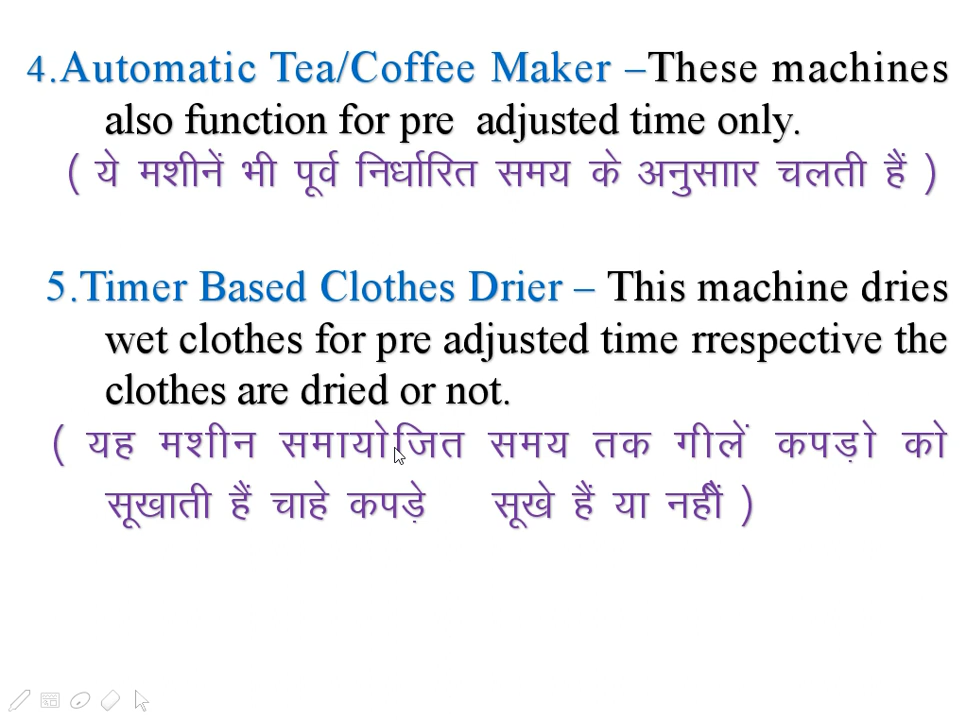 4.Automatic Tea/Coffee Maker –These machines
also function for pre adjusted time only.
( ये मशीनें भी पूर्व निर्धारित समय के अनुसाार चलती हैं )
5.Timer Based Clothes Drier – This machine dries
wet clothes for pre adjusted time rrespective the
clothes are dried or not.
( यह मशीन समायोजित समय तक गीलें कपड़ो को
सूखाती हैं चाहे कपड़े सूखे हैं या नहीं )